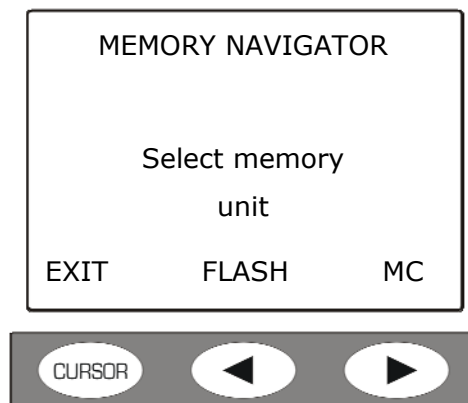 MEMORY NAVIGATOR
Select memory
unit
EXIT FLASH MC
CURSOR